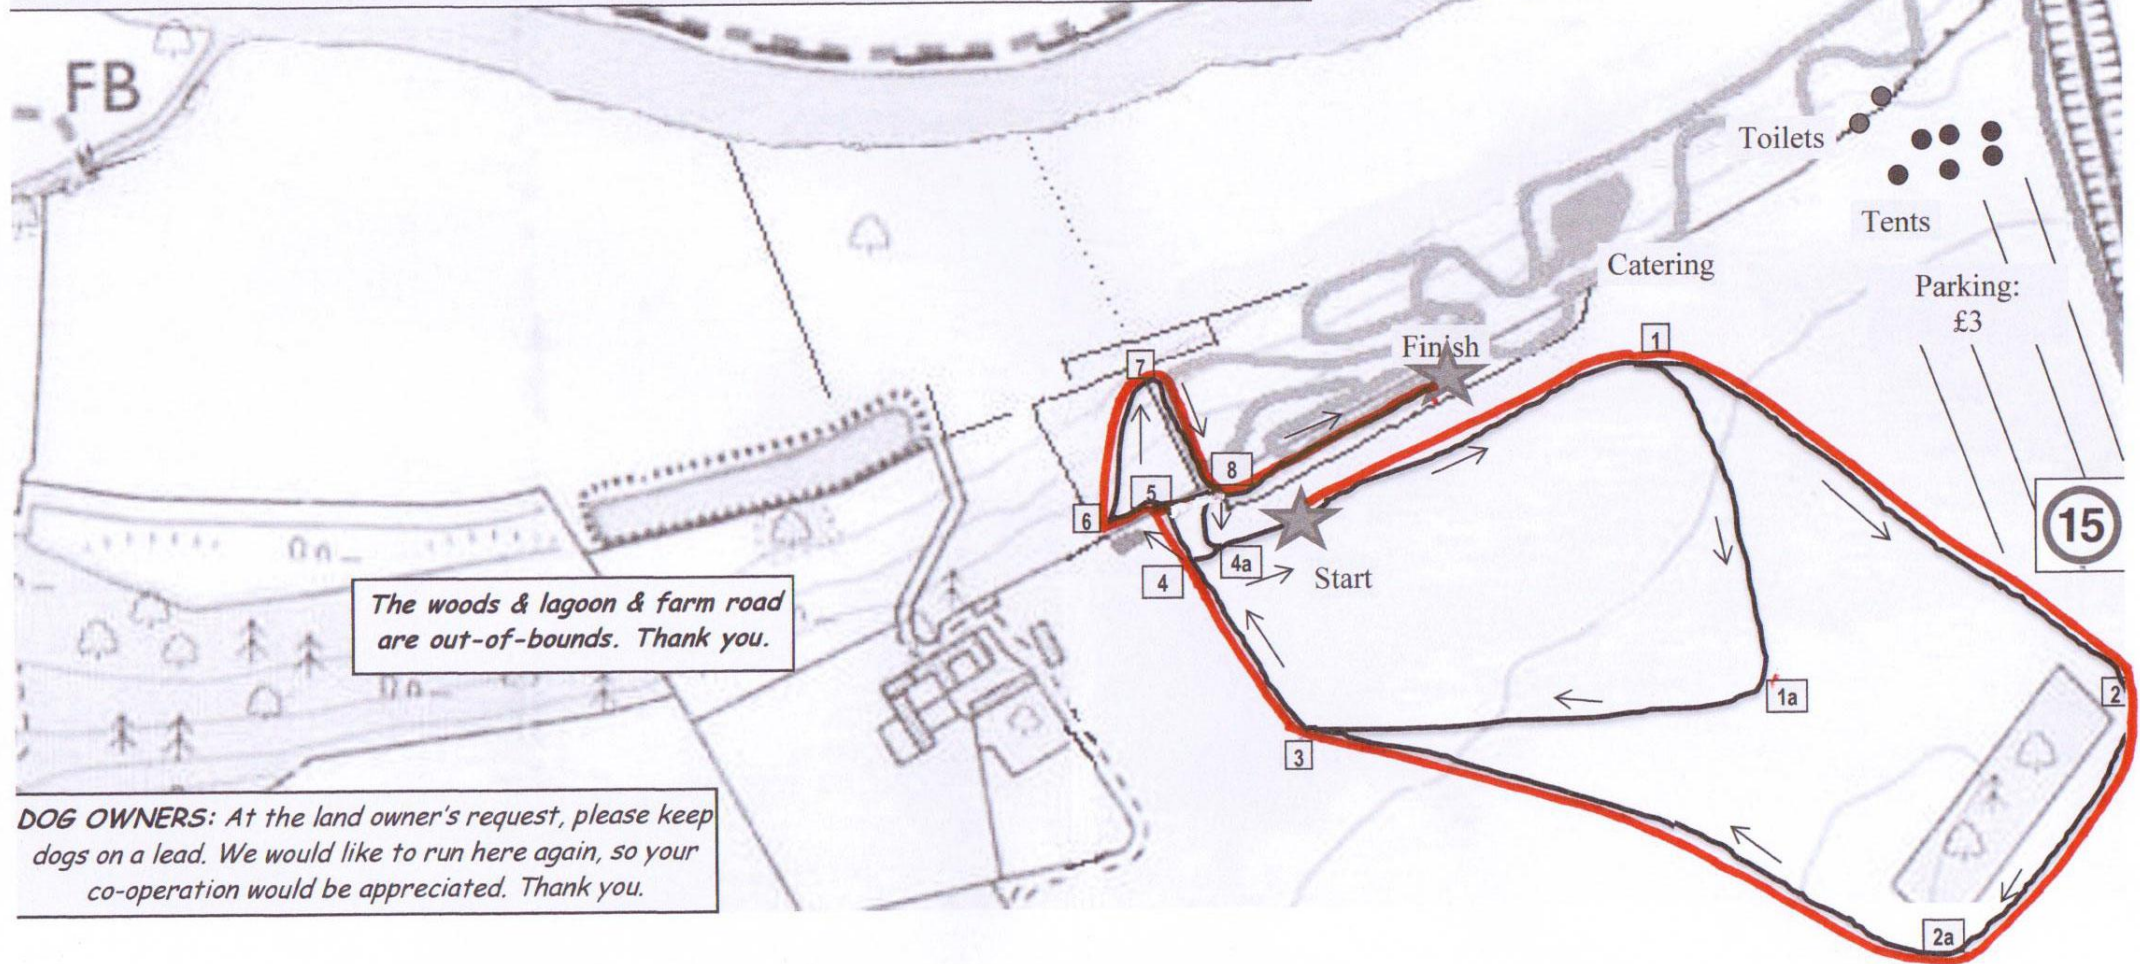 FB
Toilets
Tents
Parking:
£3
Catering
Finish
1
7
8
5
6
15
4a
4
Start
The woods & lagoon & farm road
are out-of-bounds. Thank you.
1a
2
3
DOG OWNERS: At the land owner's request, please keep
dogs on a lead. We would like to run here again, so your
co-operation would be appreciated. Thank you.
2a